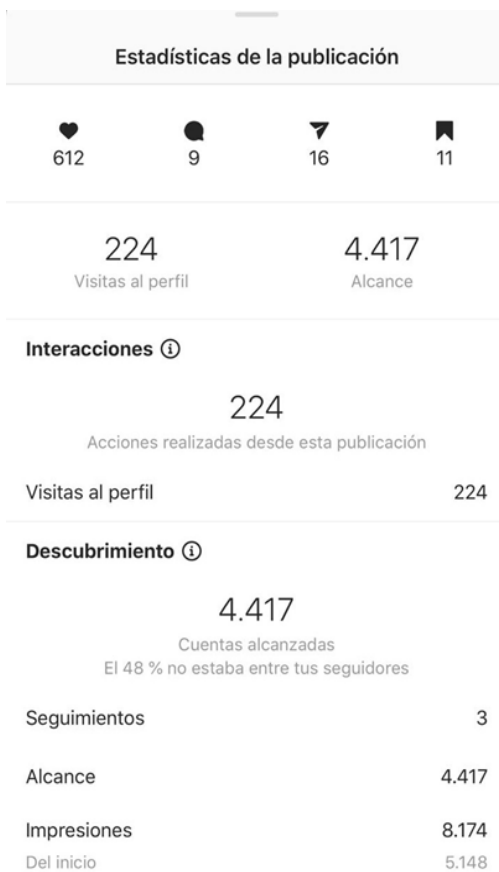 Estadísticas de la publicación
612 9 16 11
224 4.417
Visitas al perfil Alcance
Interacciones
224
Acciones realizadas desde esta publicación
Visitas al perfil 224
Descubrimiento
4.417
Cuentas alcanzadas
El 48 % no estaba entre tus seguidores
Seguimientos 3
Alcance 4.417
Impresiones 8.174
Del inicio 5.148